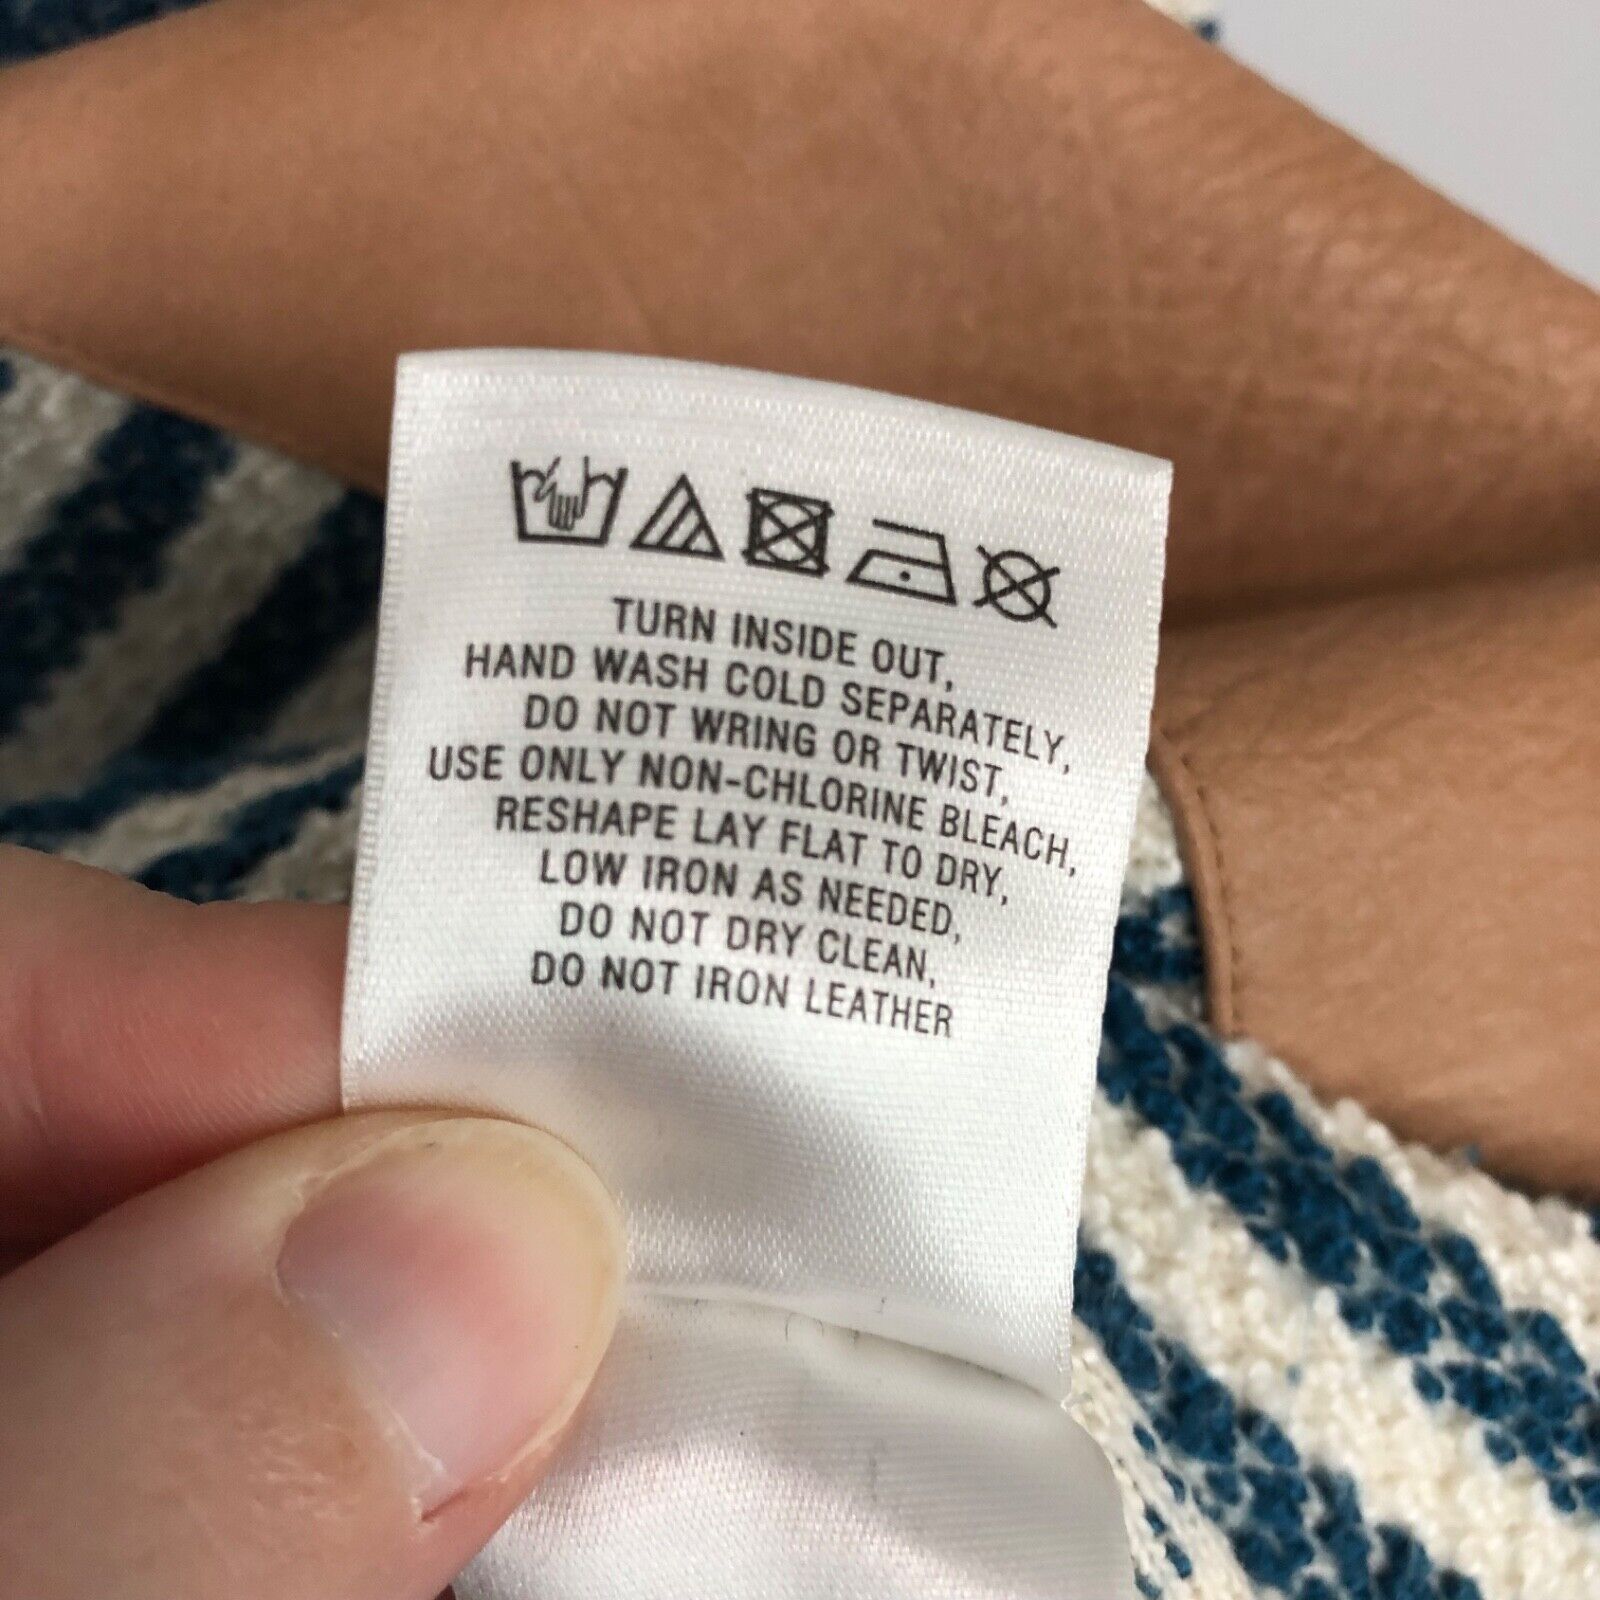 TURN INSIDE OUT,
HAND WASH COLD SEPARATELY,
DO NOT WRING OR TWIST,
USE ONLY NON-CHLORINE BLEACH,
RESHAPE LAY FLAT TO DRY,
LOW IRON AS NEEDED,
DO NOT DRY CLEAN,
DO NOT IRON LEATHER